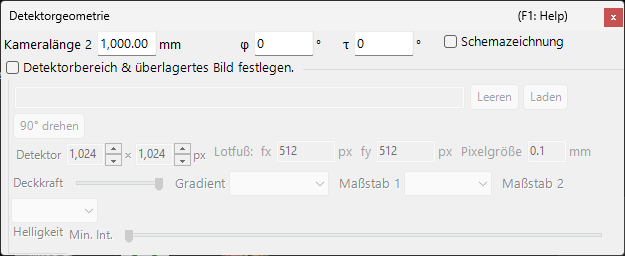 Detektorgeometrie (F1: Help) x
Kameralänge 2 1,000.00 mm φ 0 ° τ 0 ° Schemazeichnung
Detektorbereich & überlagertes Bild festlegen.
Leeren Laden
90° drehen
Detektor 1,024 × 1,024 px Lotfuß: fx 512 px fy 512 px Pixelgröße 0.1 mm
Deckkraft Gradient Maßstab 1 Maßstab 2
Helligkeit Min. Int.